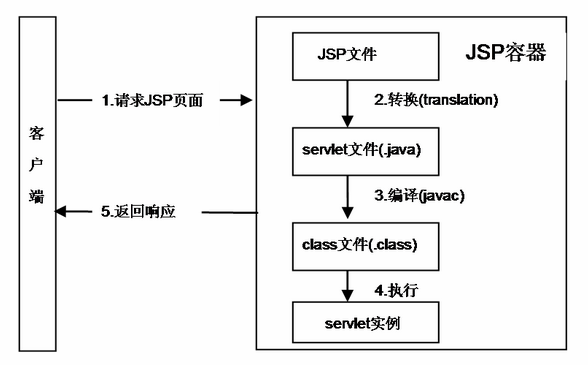 JSP文件
JSP容器
1.请求JSP页面
2.转换(translation)
客户端
servlet文件(.java)
3.编译(javac)
5.返回响应
class文件(.class)
4.执行
servlet实例